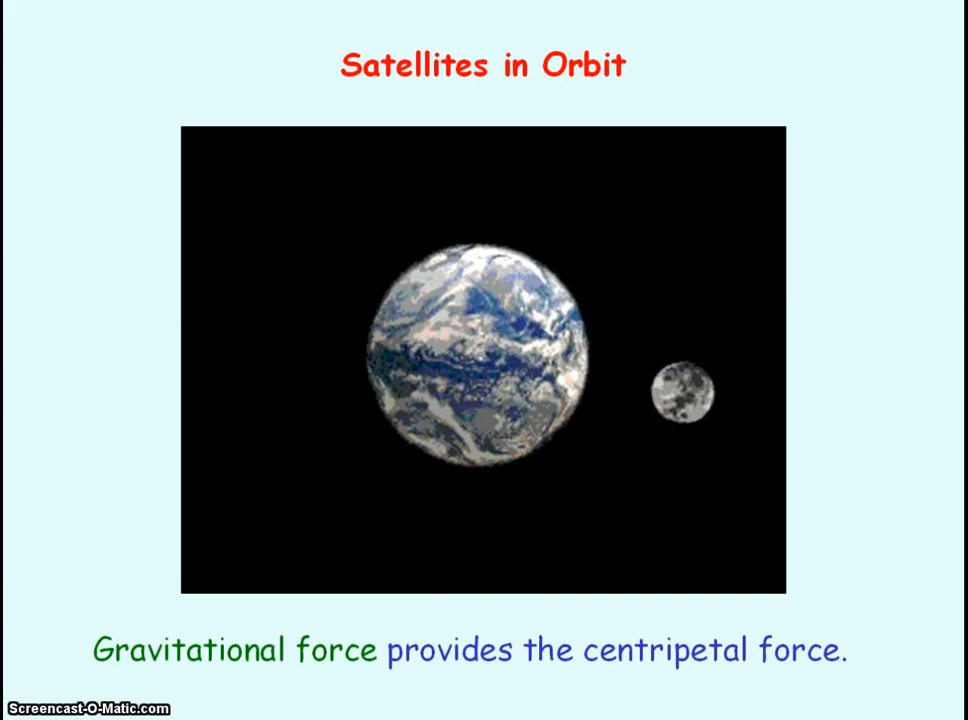 Satellites in Orbit
Gravitational force provides the centripetal force.
Screencast-O-Matic.com